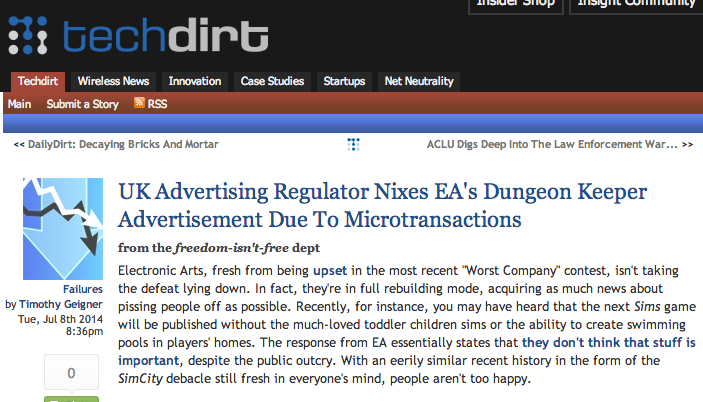 Insider Shop
Insight Community
techdirt
Techdirt
Wireless News
Innovation
Case Studies
Startups
Net Neutrality
Main
Submit a Story
RSS
<< DailyDirt: Decaying Bricks And Mortar
ACLU Digs Deep Into The Law Enforcement War... >>
UK Advertising Regulator Nixes EA's Dungeon Keeper
Advertisement Due To Microtransactions
from the freedom-isn't-free dept
Failures
by Timothy Geigner
Tue, Jul 8th 2014
8:36pm
0
Electronic Arts, fresh from being upset in the most recent "Worst Company" contest, isn't taking
the defeat lying down. In fact, they're in full rebuilding mode, acquiring as much news about
pissing people off as possible. Recently, for instance, you may have heard that the next Sims game
will be published without the much-loved toddler children sims or the ability to create swimming
pools in players' homes. The response from EA essentially states that they don't think that stuff is
important, despite the public outcry. With an eerily similar recent history in the form of the
SimCity debacle still fresh in everyone's mind, people aren't too happy.